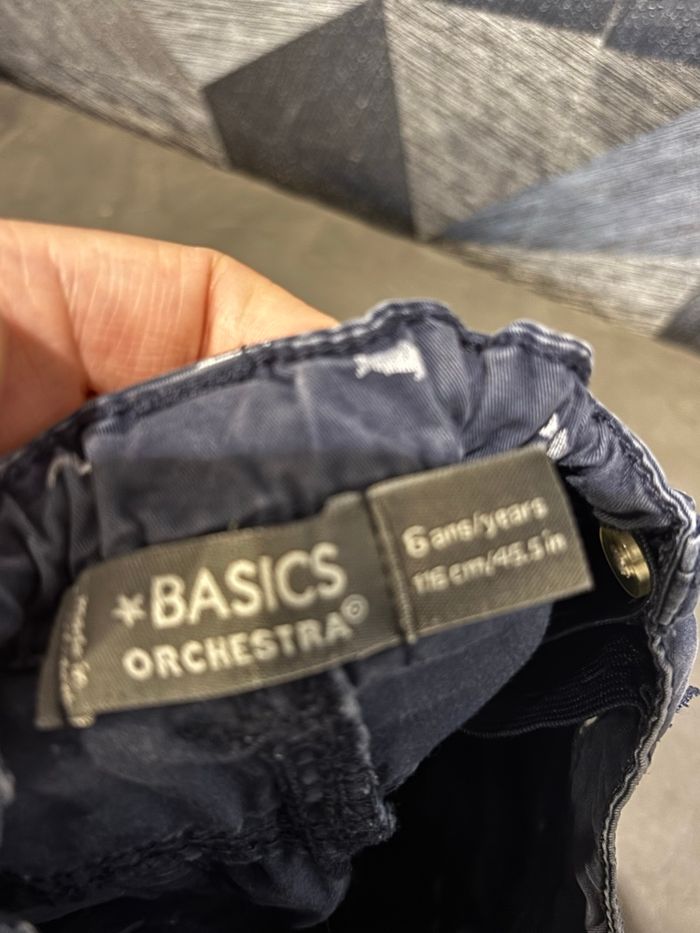 *BASICS
ORCHESTRA
6 ans/years
116 cm/45.5 in